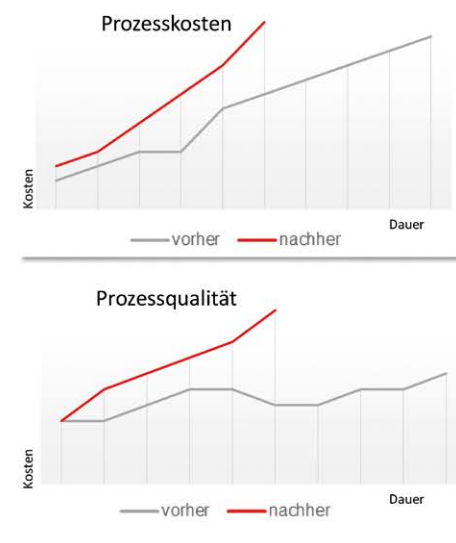 Prozesskosten
Kosten
Dauer
vorher nachher
Prozessqualität
Kosten
Dauer
vorher nachher